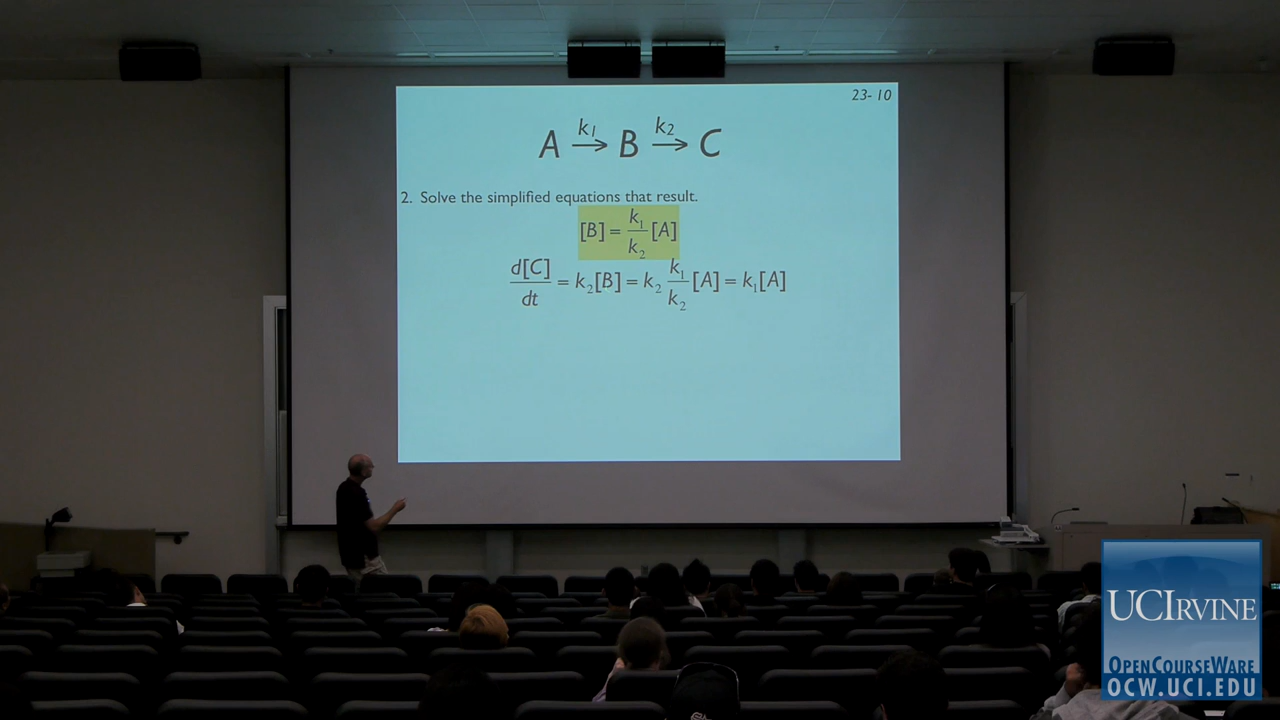 23- 10
A →k₁ B →k₂ C
2. Solve the simplified equations that result.
[B] = k₁/k₂ [A]
d[C]/dt = k₂[B] = k₂ k₁/k₂ [A] = k₁[A]
UCIRVINE
OPENCOURSEWARE
OCW.UCI.EDU